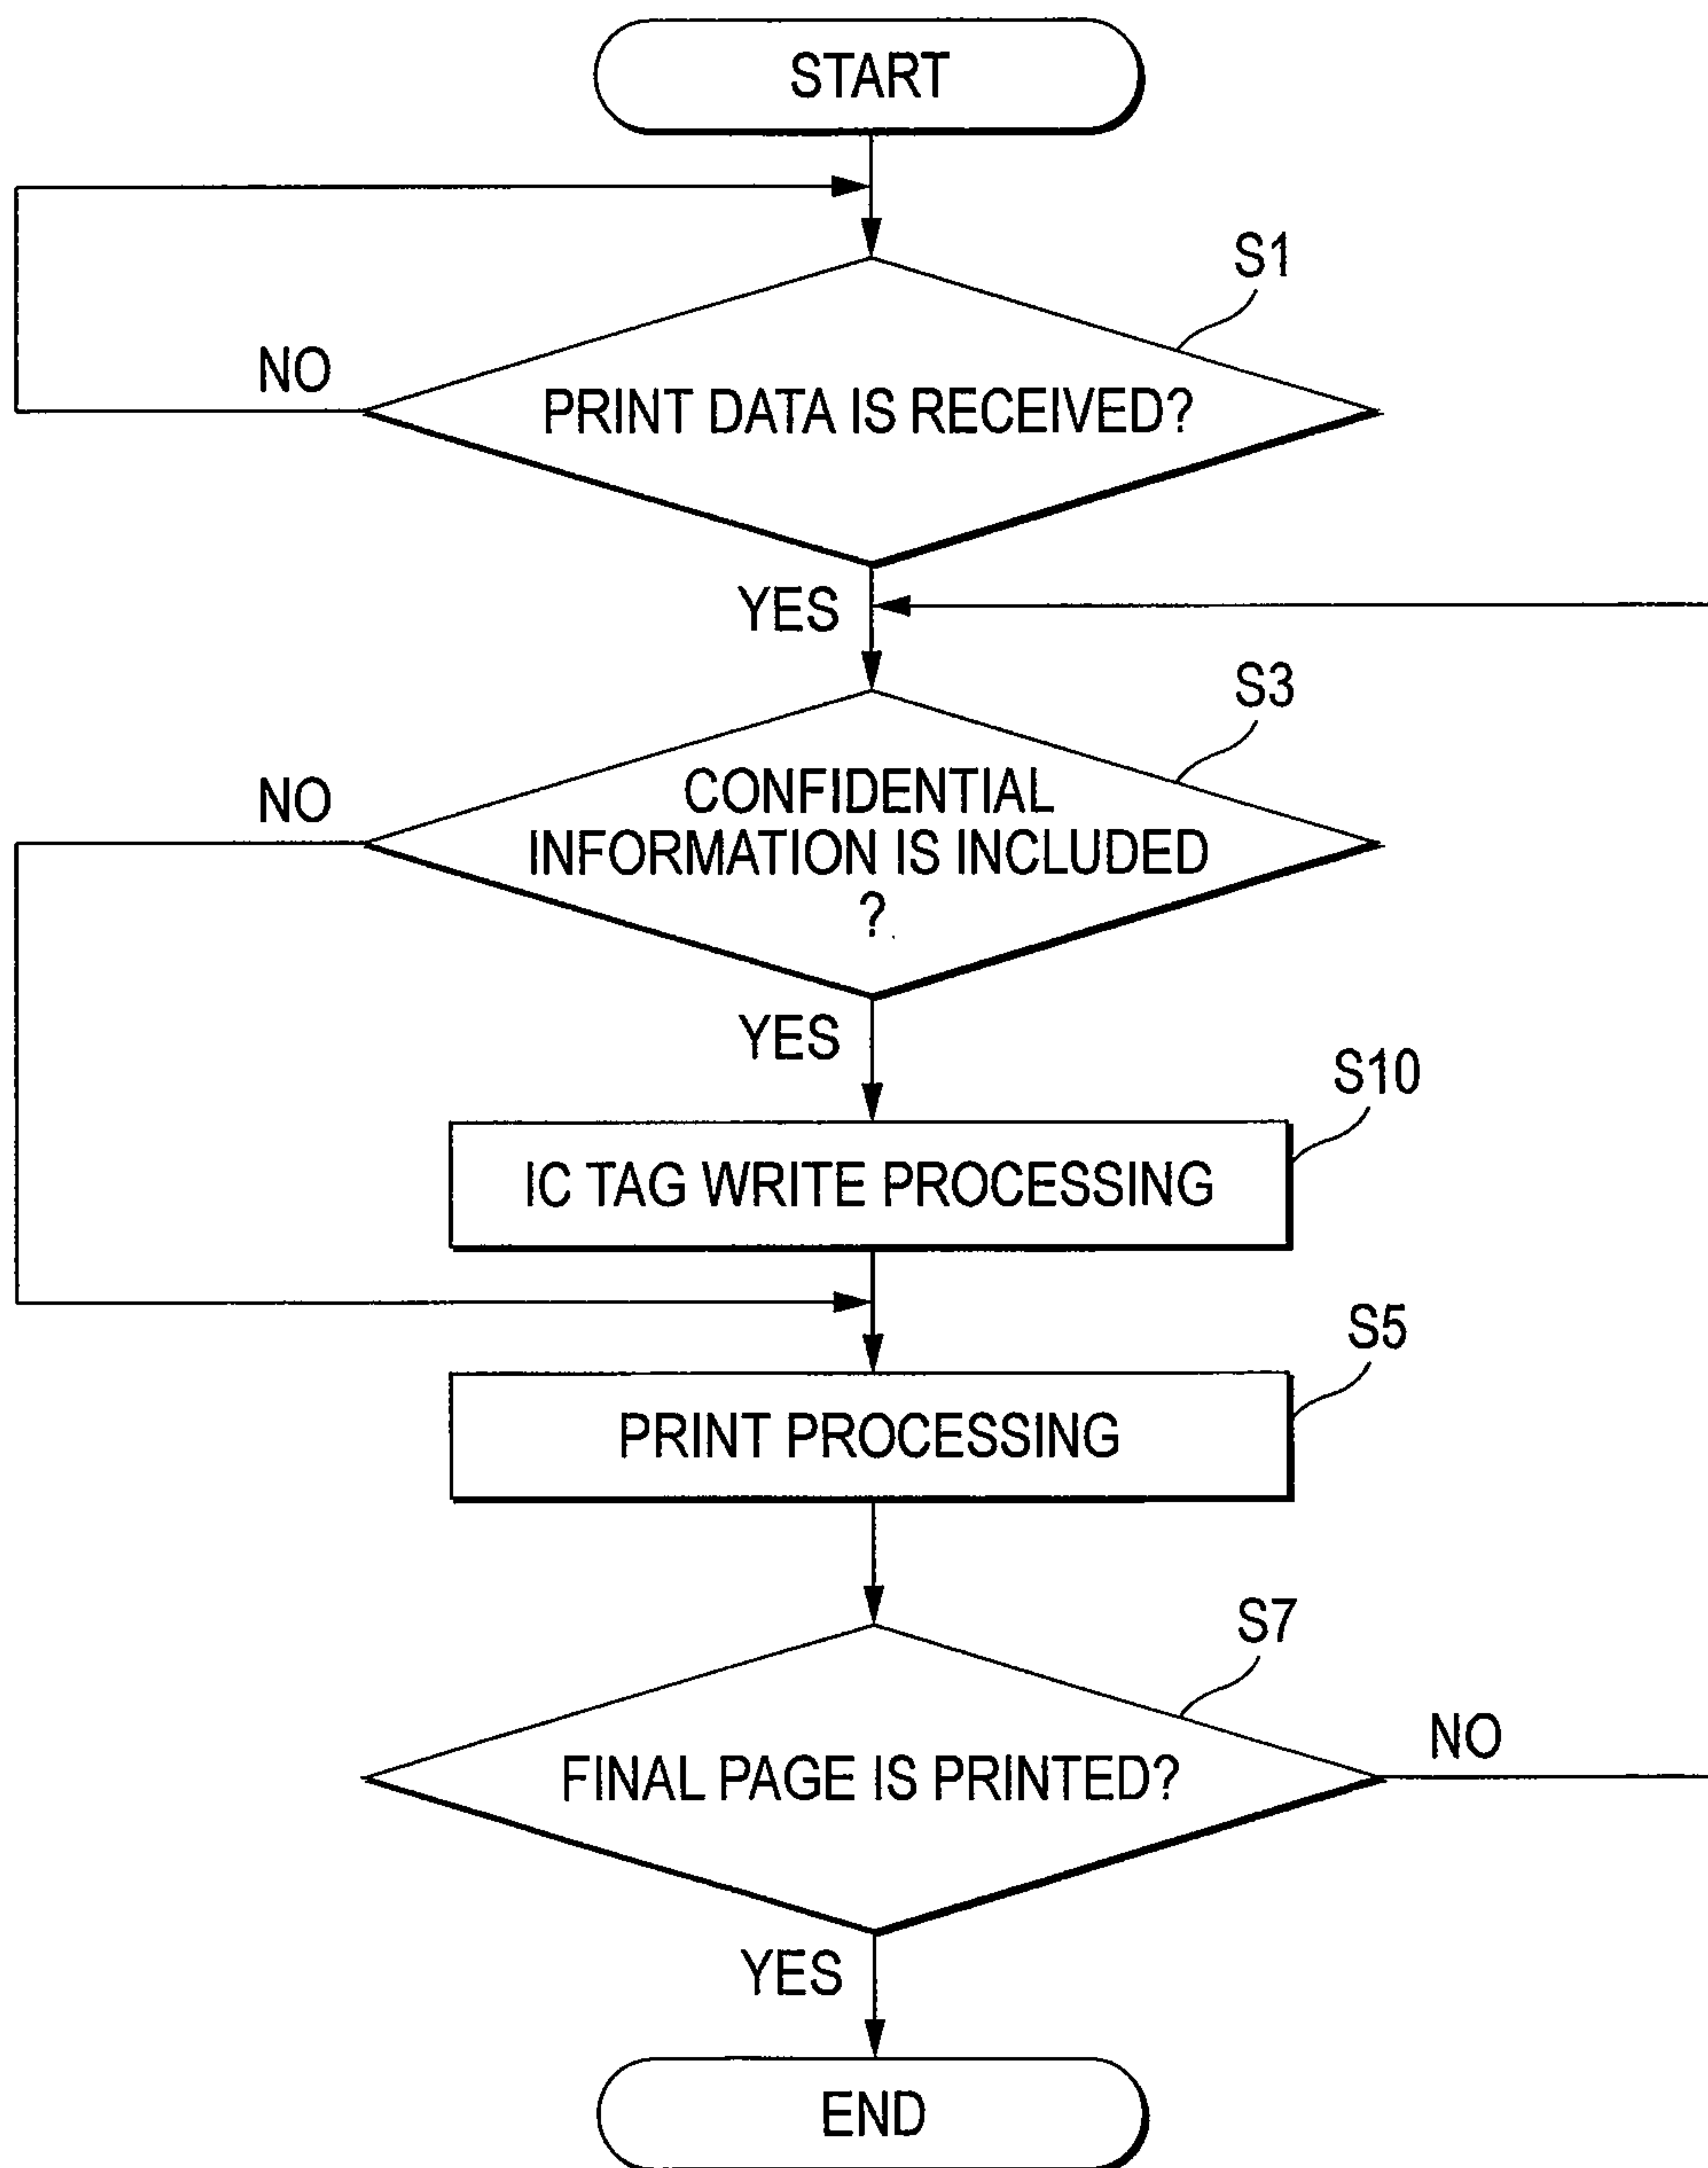 START
S1
NO
PRINT DATA IS RECEIVED?
YES
S3
NO
CONFIDENTIAL
INFORMATION IS INCLUDED
?
YES
S10
IC TAG WRITE PROCESSING
S5
PRINT PROCESSING
S7
NO
FINAL PAGE IS PRINTED?
YES
END